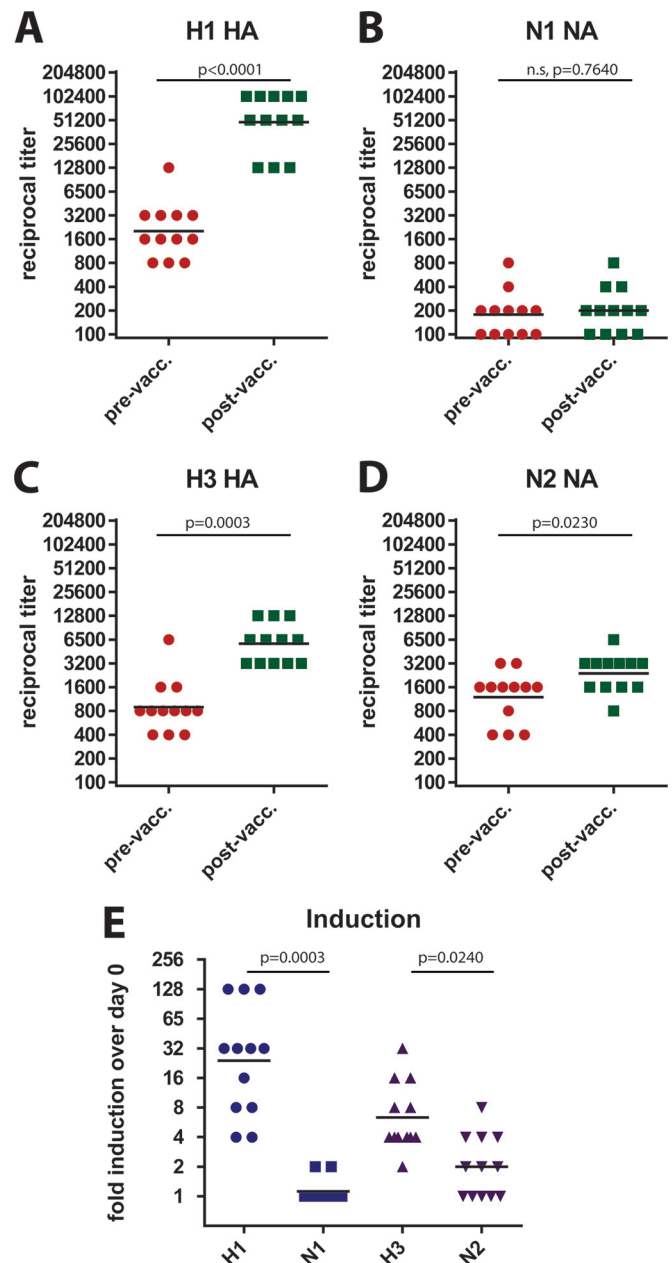 A
H1 HA
p<0.0001
reciprocal titer
204800
102400
51200
25600
12800
6500
3200
1600
800
400
200
100
pre-vacc.
post-vacc.
B
N1 NA
n.s, p=0.7640
reciprocal titer
204800
102400
51200
25600
12800
6500
3200
1600
800
400
200
100
pre-vacc.
post-vacc.
C
H3 HA
p=0.0003
reciprocal titer
204800
102400
51200
25600
12800
6500
3200
1600
800
400
200
100
pre-vacc.
post-vacc.
D
N2 NA
p=0.0230
reciprocal titer
204800
102400
51200
25600
12800
6500
3200
1600
800
400
200
100
pre-vacc.
post-vacc.
E
Induction
p=0.0003
p=0.0240
fold induction over day 0
256
128
65
32
16
8
4
2
1
H1
N1
H3
N2